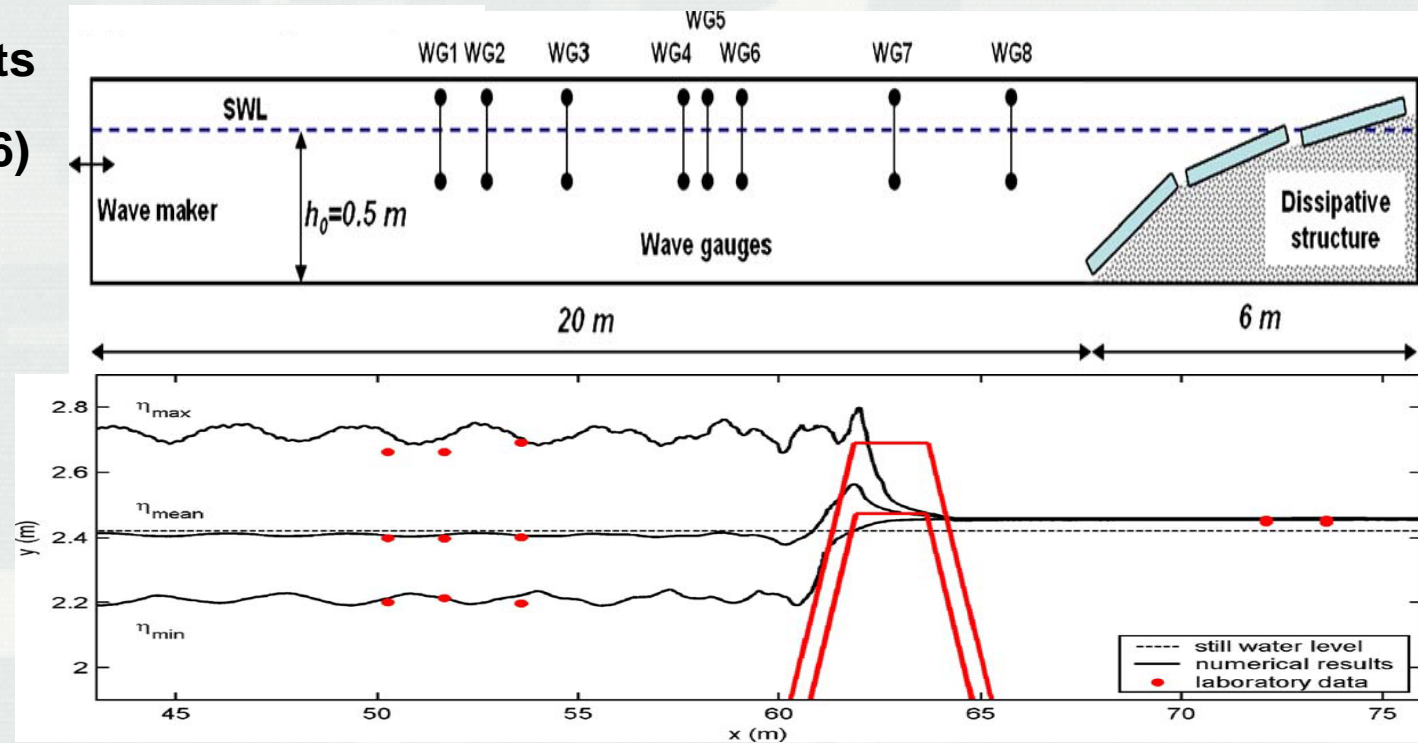 ts
6)
WG5
WG1 WG2 WG3 WG4 WG6 WG7 WG8
SWL
Wave maker
h0=0.5 m
Wave gauges
Dissipative
structure
20 m
6 m
y (m)
2.8
2.6
2.4
2.2
2
ηmax
ηmean
ηmin
still water level
numerical results
laboratory data
45 50 55 60 65 70 75
x (m)